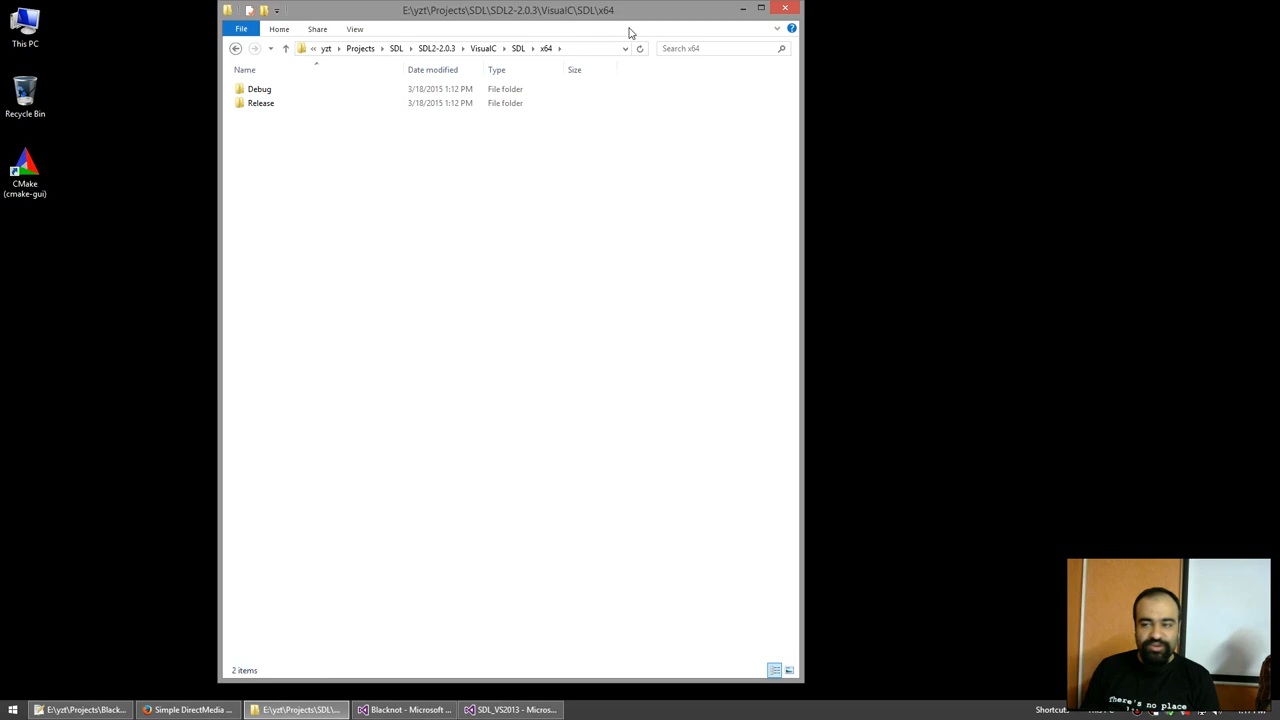 This PC
Recycle Bin
CMake
(cmake-gui)
E:\yzt\Projects\SDL\SDL2-2.0.3\VisualC\SDL\x64
File
Home
Share
View
yzt
Projects
SDL
SDL2-2.0.3
VisualC
SDL
x64
Search x64
Name
Date modified
Type
Size
Debug
3/18/2015 1:12 PM
File folder
Release
3/18/2015 1:12 PM
File folder
2 items
There's no place
E:\yzt\Projects\Black...
Simple DirectMedia ...
E:\yzt\Projects\SDL\...
Blacknot - Microsoft ...
SDL_VS2013 - Micros...